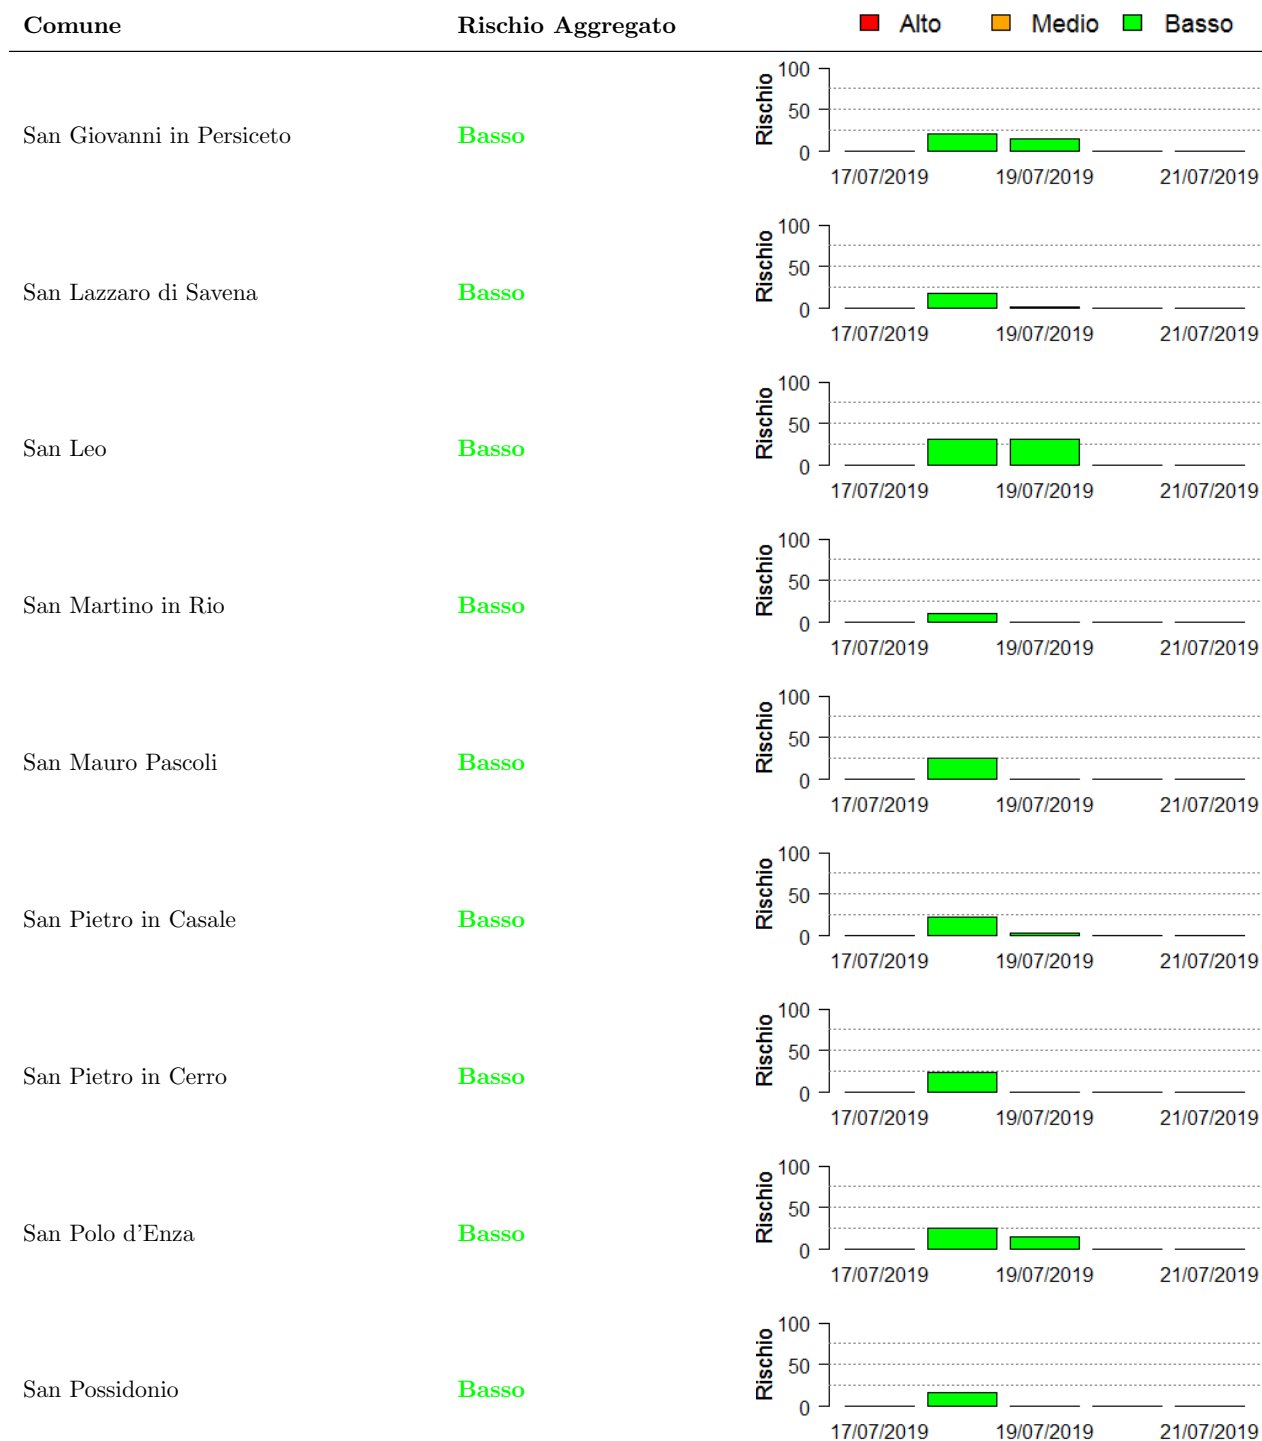 Comune Rischio Aggregato Alto Medio Basso
San Giovanni in Persiceto Basso Rischio 100 50 0
17/07/2019 19/07/2019 21/07/2019
San Lazzaro di Savena Basso Rischio 100 50 0
17/07/2019 19/07/2019 21/07/2019
San Leo Basso Rischio 100 50 0
17/07/2019 19/07/2019 21/07/2019
San Martino in Rio Basso Rischio 100 50 0
17/07/2019 19/07/2019 21/07/2019
San Mauro Pascoli Basso Rischio 100 50 0
17/07/2019 19/07/2019 21/07/2019
San Pietro in Casale Basso Rischio 100 50 0
17/07/2019 19/07/2019 21/07/2019
San Pietro in Cerro Basso Rischio 100 50 0
17/07/2019 19/07/2019 21/07/2019
San Polo d'Enza Basso Rischio 100 50 0
17/07/2019 19/07/2019 21/07/2019
San Possidonio Basso Rischio 100 50 0
17/07/2019 19/07/2019 21/07/2019